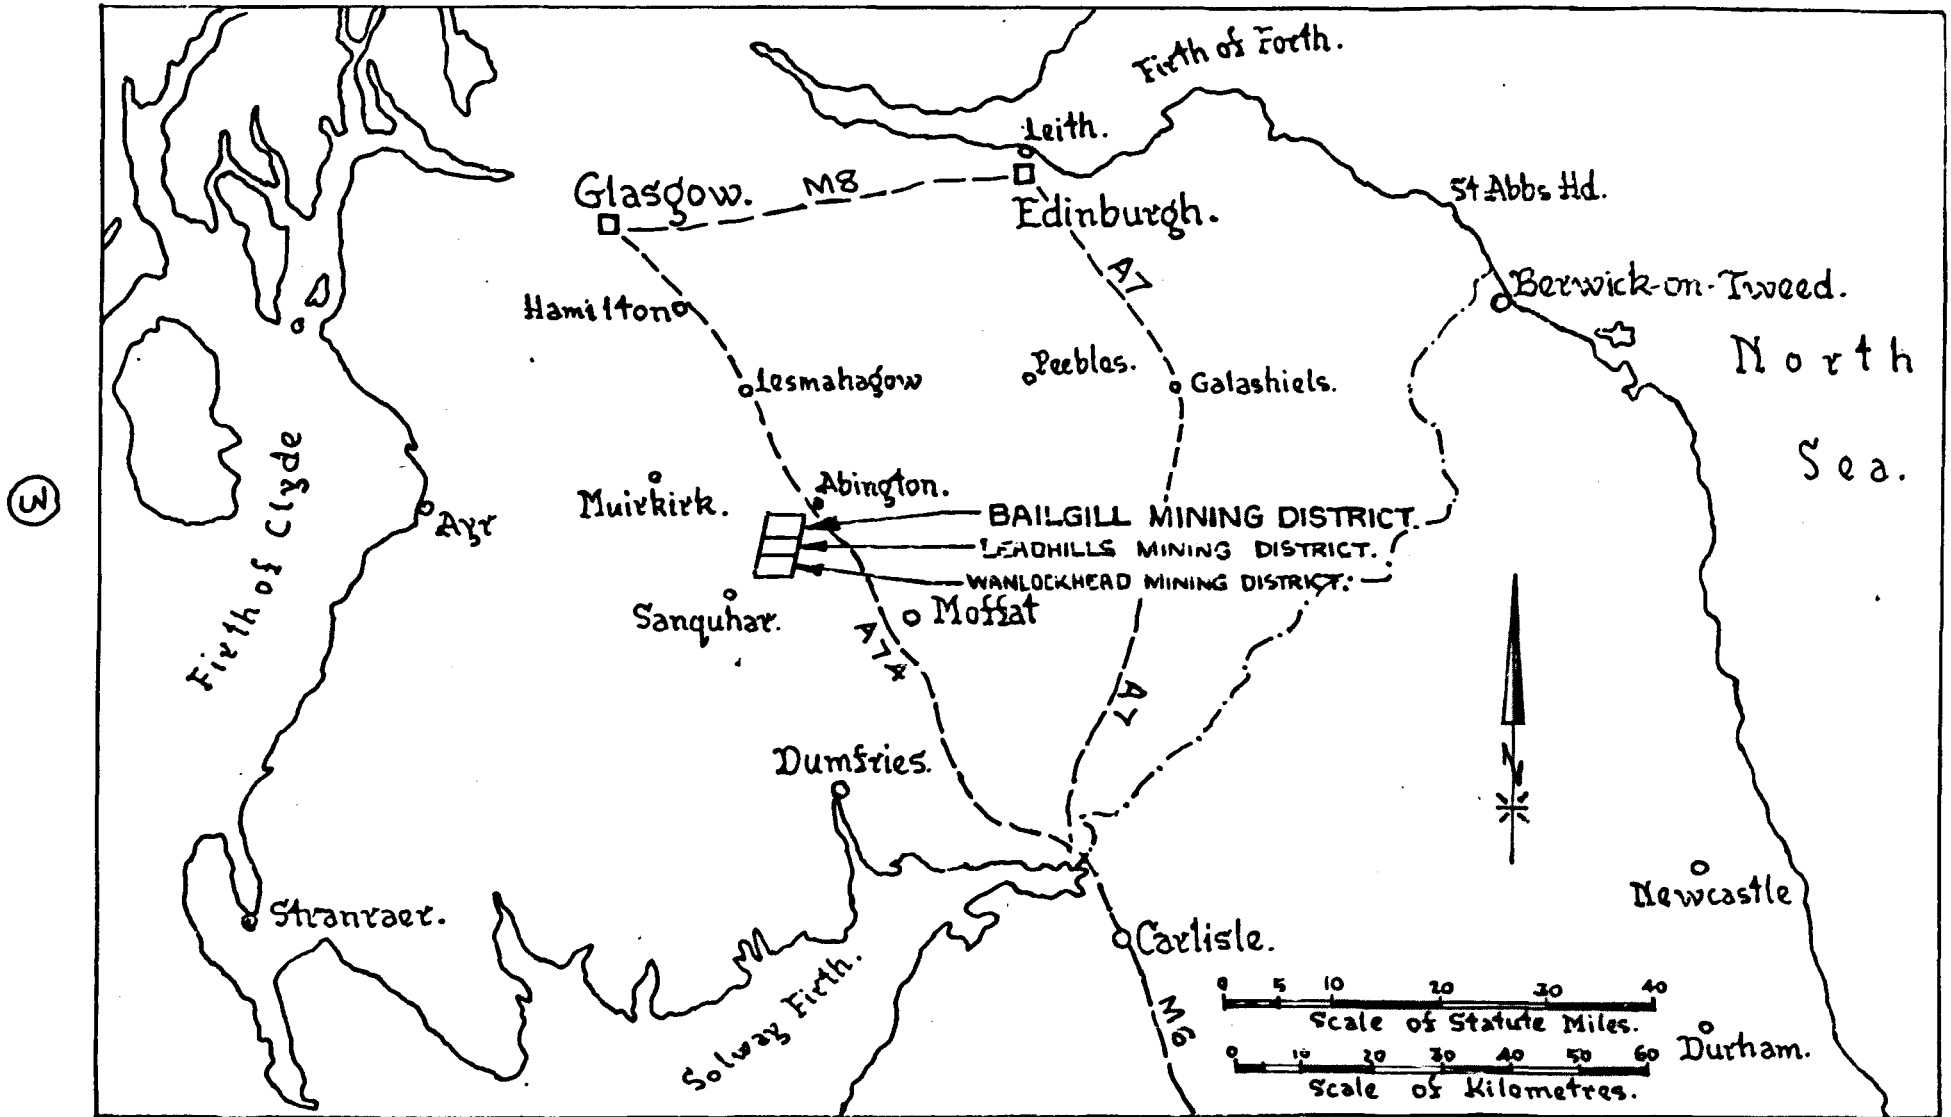 Firth of Forth.
Leith.
Glasgow.
M8
Edinburgh.
St Abbs Hd.
A7
Hamilton
Berwick-on-Tweed.
North
Sea.
Peebles.
Lesmahagow
Galashiels.
Firth of Clyde
3
Abington.
Muirkirk.
Ayr
BAILGILL MINING DISTRICT.
LEADHILLS MINING DISTRICT.
WANLOCKHEAD MINING DISTRICT.
Sanquhar.
Moffat
A74
A7
N
Dumfries.
Newcastle
Stranraer.
Carlisle.
Solway Firth.
M6
0 5 10 20 30 40
Scale of Statute Miles.
Durham.
0 10 20 30 40 50 60
Scale of Kilometres.